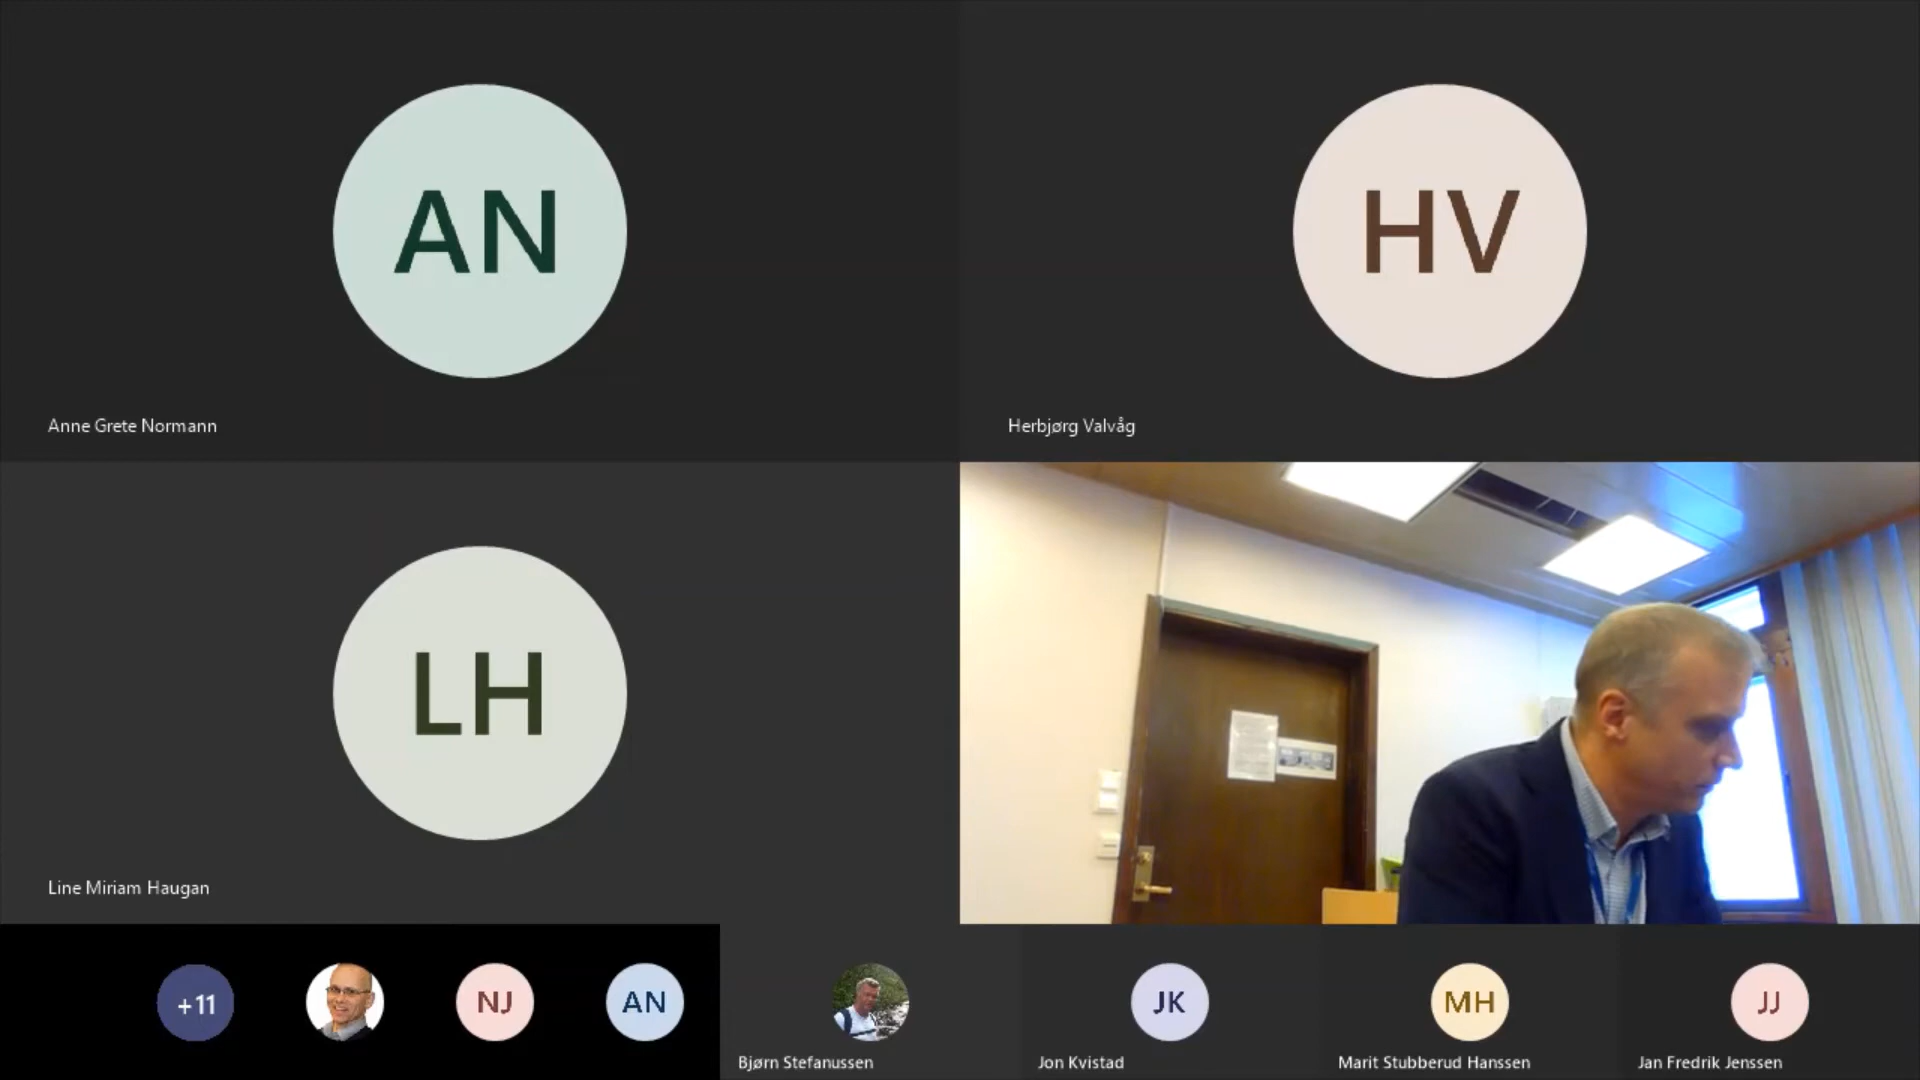 AN
HV
Anne Grete Normann
Herbjørg Valvåg
LH
Line Miriam Haugan
+11
NJ
AN
JK
MH
JJ
Bjørn Stefanussen
Jon Kvistad
Marit Stubberud Hanssen
Jan Fredrik Jenssen